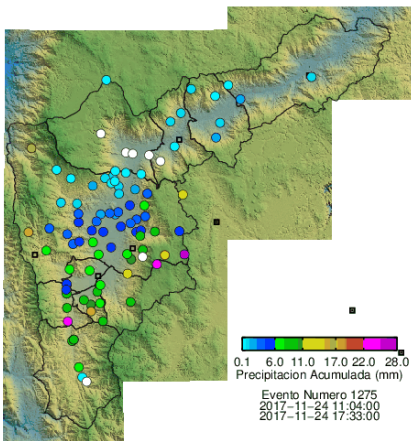 0.1 6.0 11.0 17.0 22.0 28.0
Precipitacion Acumulada (mm)
Evento Numero 1275
2017-11-24 11:04:00
2017-11-24 17:33:00